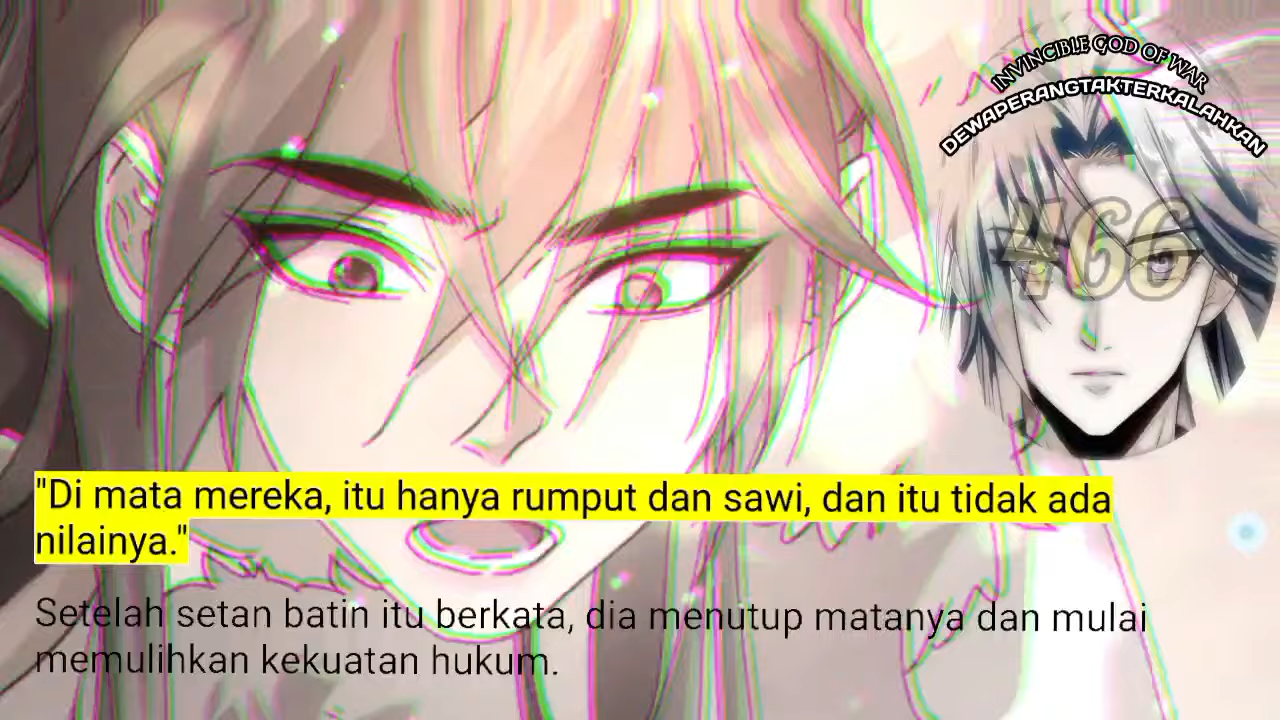 INVINCIBLE GOD OF WAR
DEWAPERANGTAKTERKALAHKAN
466
"Di mata mereka, itu hanya rumput dan sawi, dan itu tidak ada
nilainya."
Setelah setan batin itu berkata, dia menutup matanya dan mulai
memulihkan kekuatan hukum.